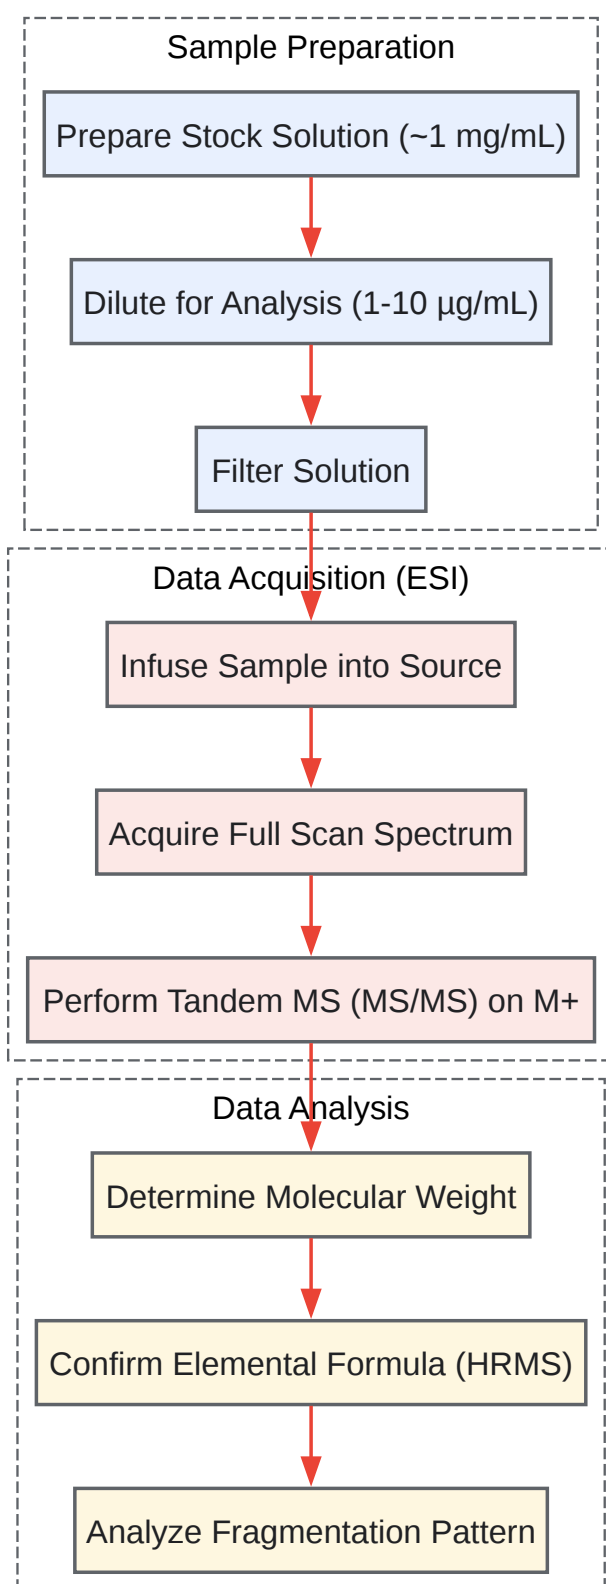 Sample Preparation
Prepare Stock Solution (~1 mg/mL)
Dilute for Analysis (1-10 µg/mL)
Filter Solution
Data Acquisition (ESI)
Infuse Sample into Source
Acquire Full Scan Spectrum
Perform Tandem MS (MS/MS) on M+
Data Analysis
Determine Molecular Weight
Confirm Elemental Formula (HRMS)
Analyze Fragmentation Pattern